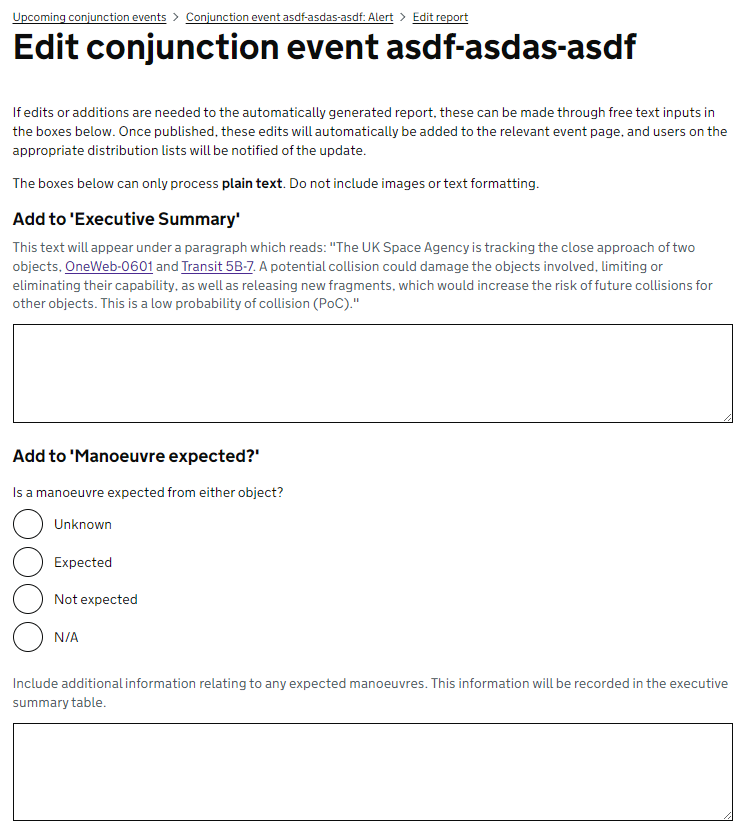 Upcoming conjunction events > Conjunction event asdf-asdas-asdf: Alert > Edit report
Edit conjunction event asdf-asdas-asdf
If edits or additions are needed to the automatically generated report, these can be made through free text inputs in
the boxes below. Once published, these edits will automatically be added to the relevant event page, and users on the
appropriate distribution lists will be notified of the update.
The boxes below can only process plain text. Do not include images or text formatting.
Add to 'Executive Summary'
This text will appear under a paragraph which reads: "The UK Space Agency is tracking the close approach of two
objects, OneWeb-0601 and Transit 5B-7. A potential collision could damage the objects involved, limiting or
eliminating their capability, as well as releasing new fragments, which would increase the risk of future collisions for
other objects. This is a low probability of collision (PoC)."
Add to 'Manoeuvre expected?'
Is a manoeuvre expected from either object?
Unknown
Expected
Not expected
N/A
Include additional information relating to any expected manoeuvres. This information will be recorded in the executive
summary table.